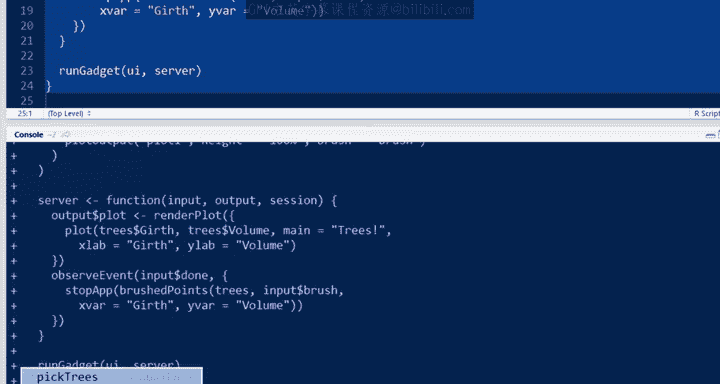 19 xvar = "Girth", yvar = "Volume"))
20 })
21 }
22
23 runGadget(ui, server)
24 }
25
25:1 (Top Level) R Script
Console ~/
+ )
+ )
+
+ server <- function(input, output, session) {
+ output$plot <- renderPlot({
+ plot(trees$Girth, trees$Volume, main = "Trees!",
+ xlab = "Girth", ylab = "Volume")
+ })
+ observeEvent(input$done, {
+ stopApp(brushedPoints(trees, input$brush,
+ xvar = "Girth", yvar = "Volume"))
+ })
+ }
+
+ runGadget(ui, server)
+ pickTrees